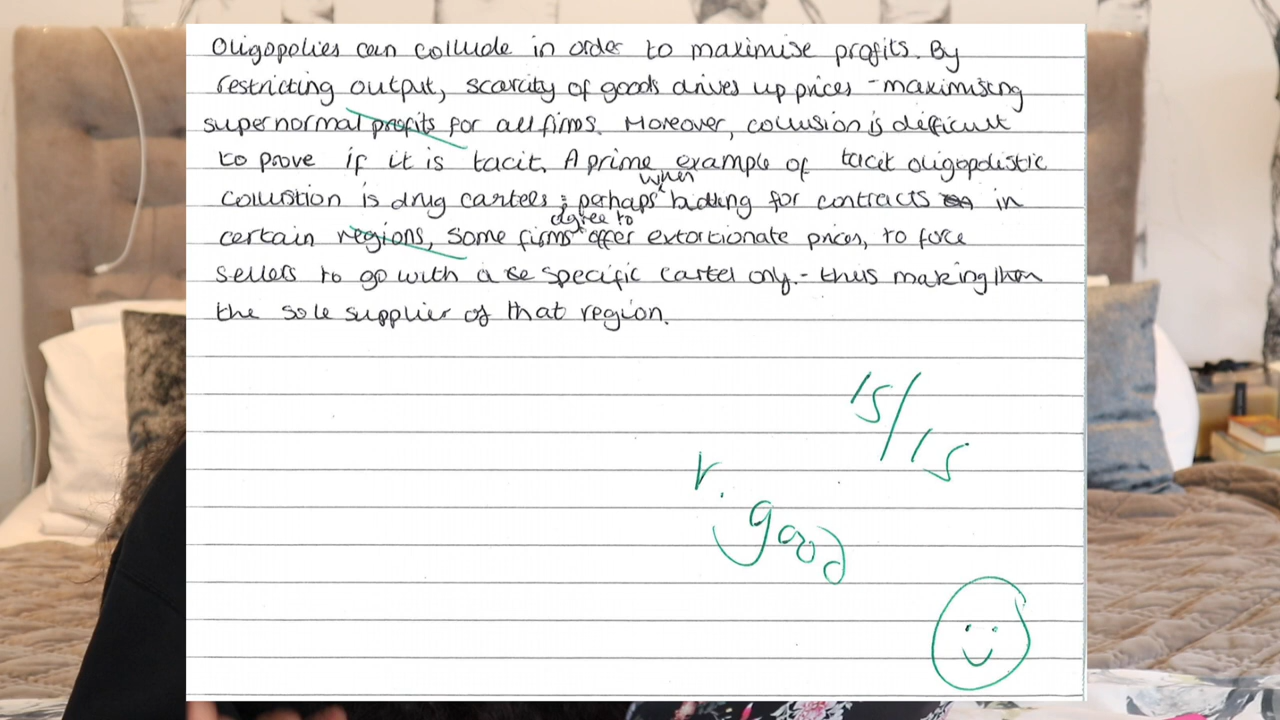 Oligopolies can collude in order to maximise profits. By
restricting output, scarcity of goods drives up prices - maximising
supernormal profits for all firms. Moreover, collusion is difficult
to prove if it is tacit. A prime example of tacit oligopolistic
collustion is drug cartels; perhaps when bidding for contracts in
certain regions, some firms agree to offer extortionate prices, to force
sellers to go with a specific cartel only - thus making them
the sole supplier of that region.
15/15
v. good